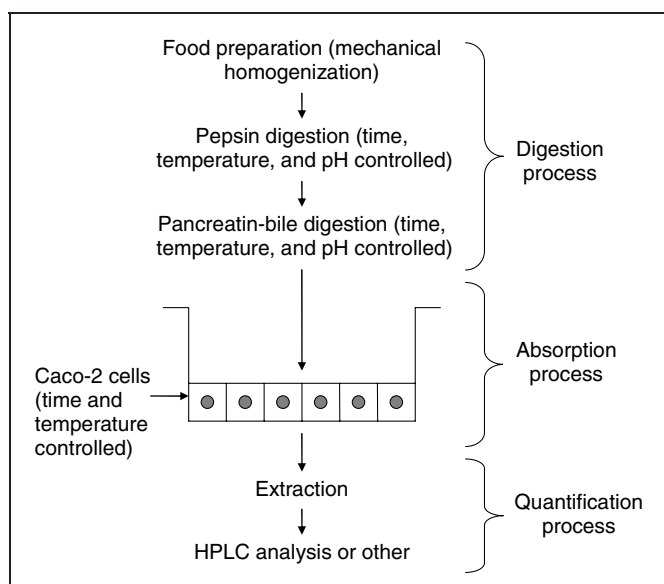 Food preparation (mechanical
homogenization)
Pepsin digestion (time,
temperature, and pH controlled)
Pancreatin-bile digestion (time,
temperature, and pH controlled)
Digestion
process
Caco-2 cells
(time and
temperature
controlled)
Absorption
process
Extraction
HPLC analysis or other
Quantification
process